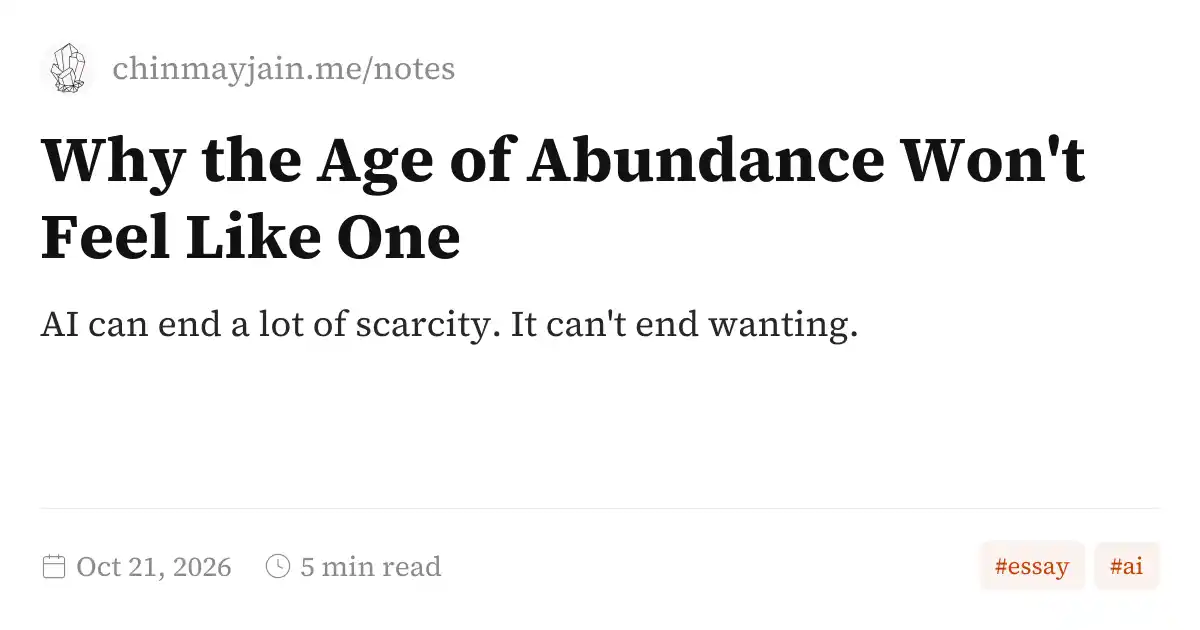 chinmayjain.me/notes
Why the Age of Abundance Won't
Feel Like One
AI can end a lot of scarcity. It can't end wanting.
Oct 21, 2026
5 min read
#essay
#ai